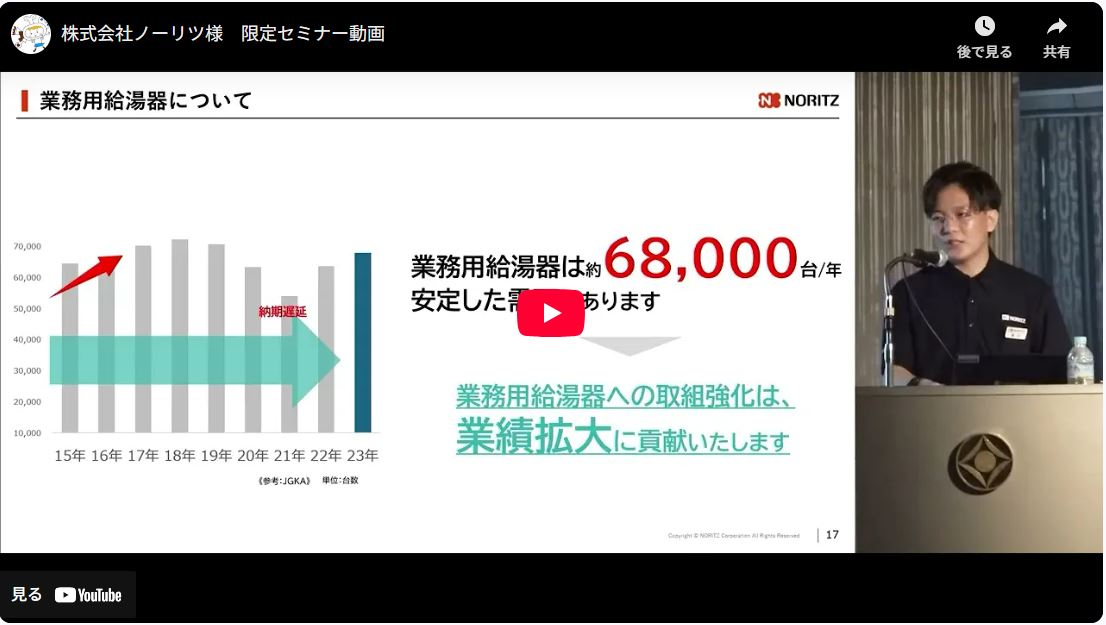 株式会社ノーリツ様　限定セミナー動画
後で見る
共有
業務用給湯器について
NORITZ
70,000
60,000
50,000
40,000
30,000
20,000
10,000
納期遅延
15年 16年 17年 18年 19年 20年 21年 22年 23年
《参考:JGKA》 単位:台数
業務用給湯器は約68,000台/年
安定した需
あります
業務用給湯器への取組強化は、
業績拡大に貢献いたします
Copyright © NORITZ Corporation All Rights Reserved
17
NORITZ
見る YouTube